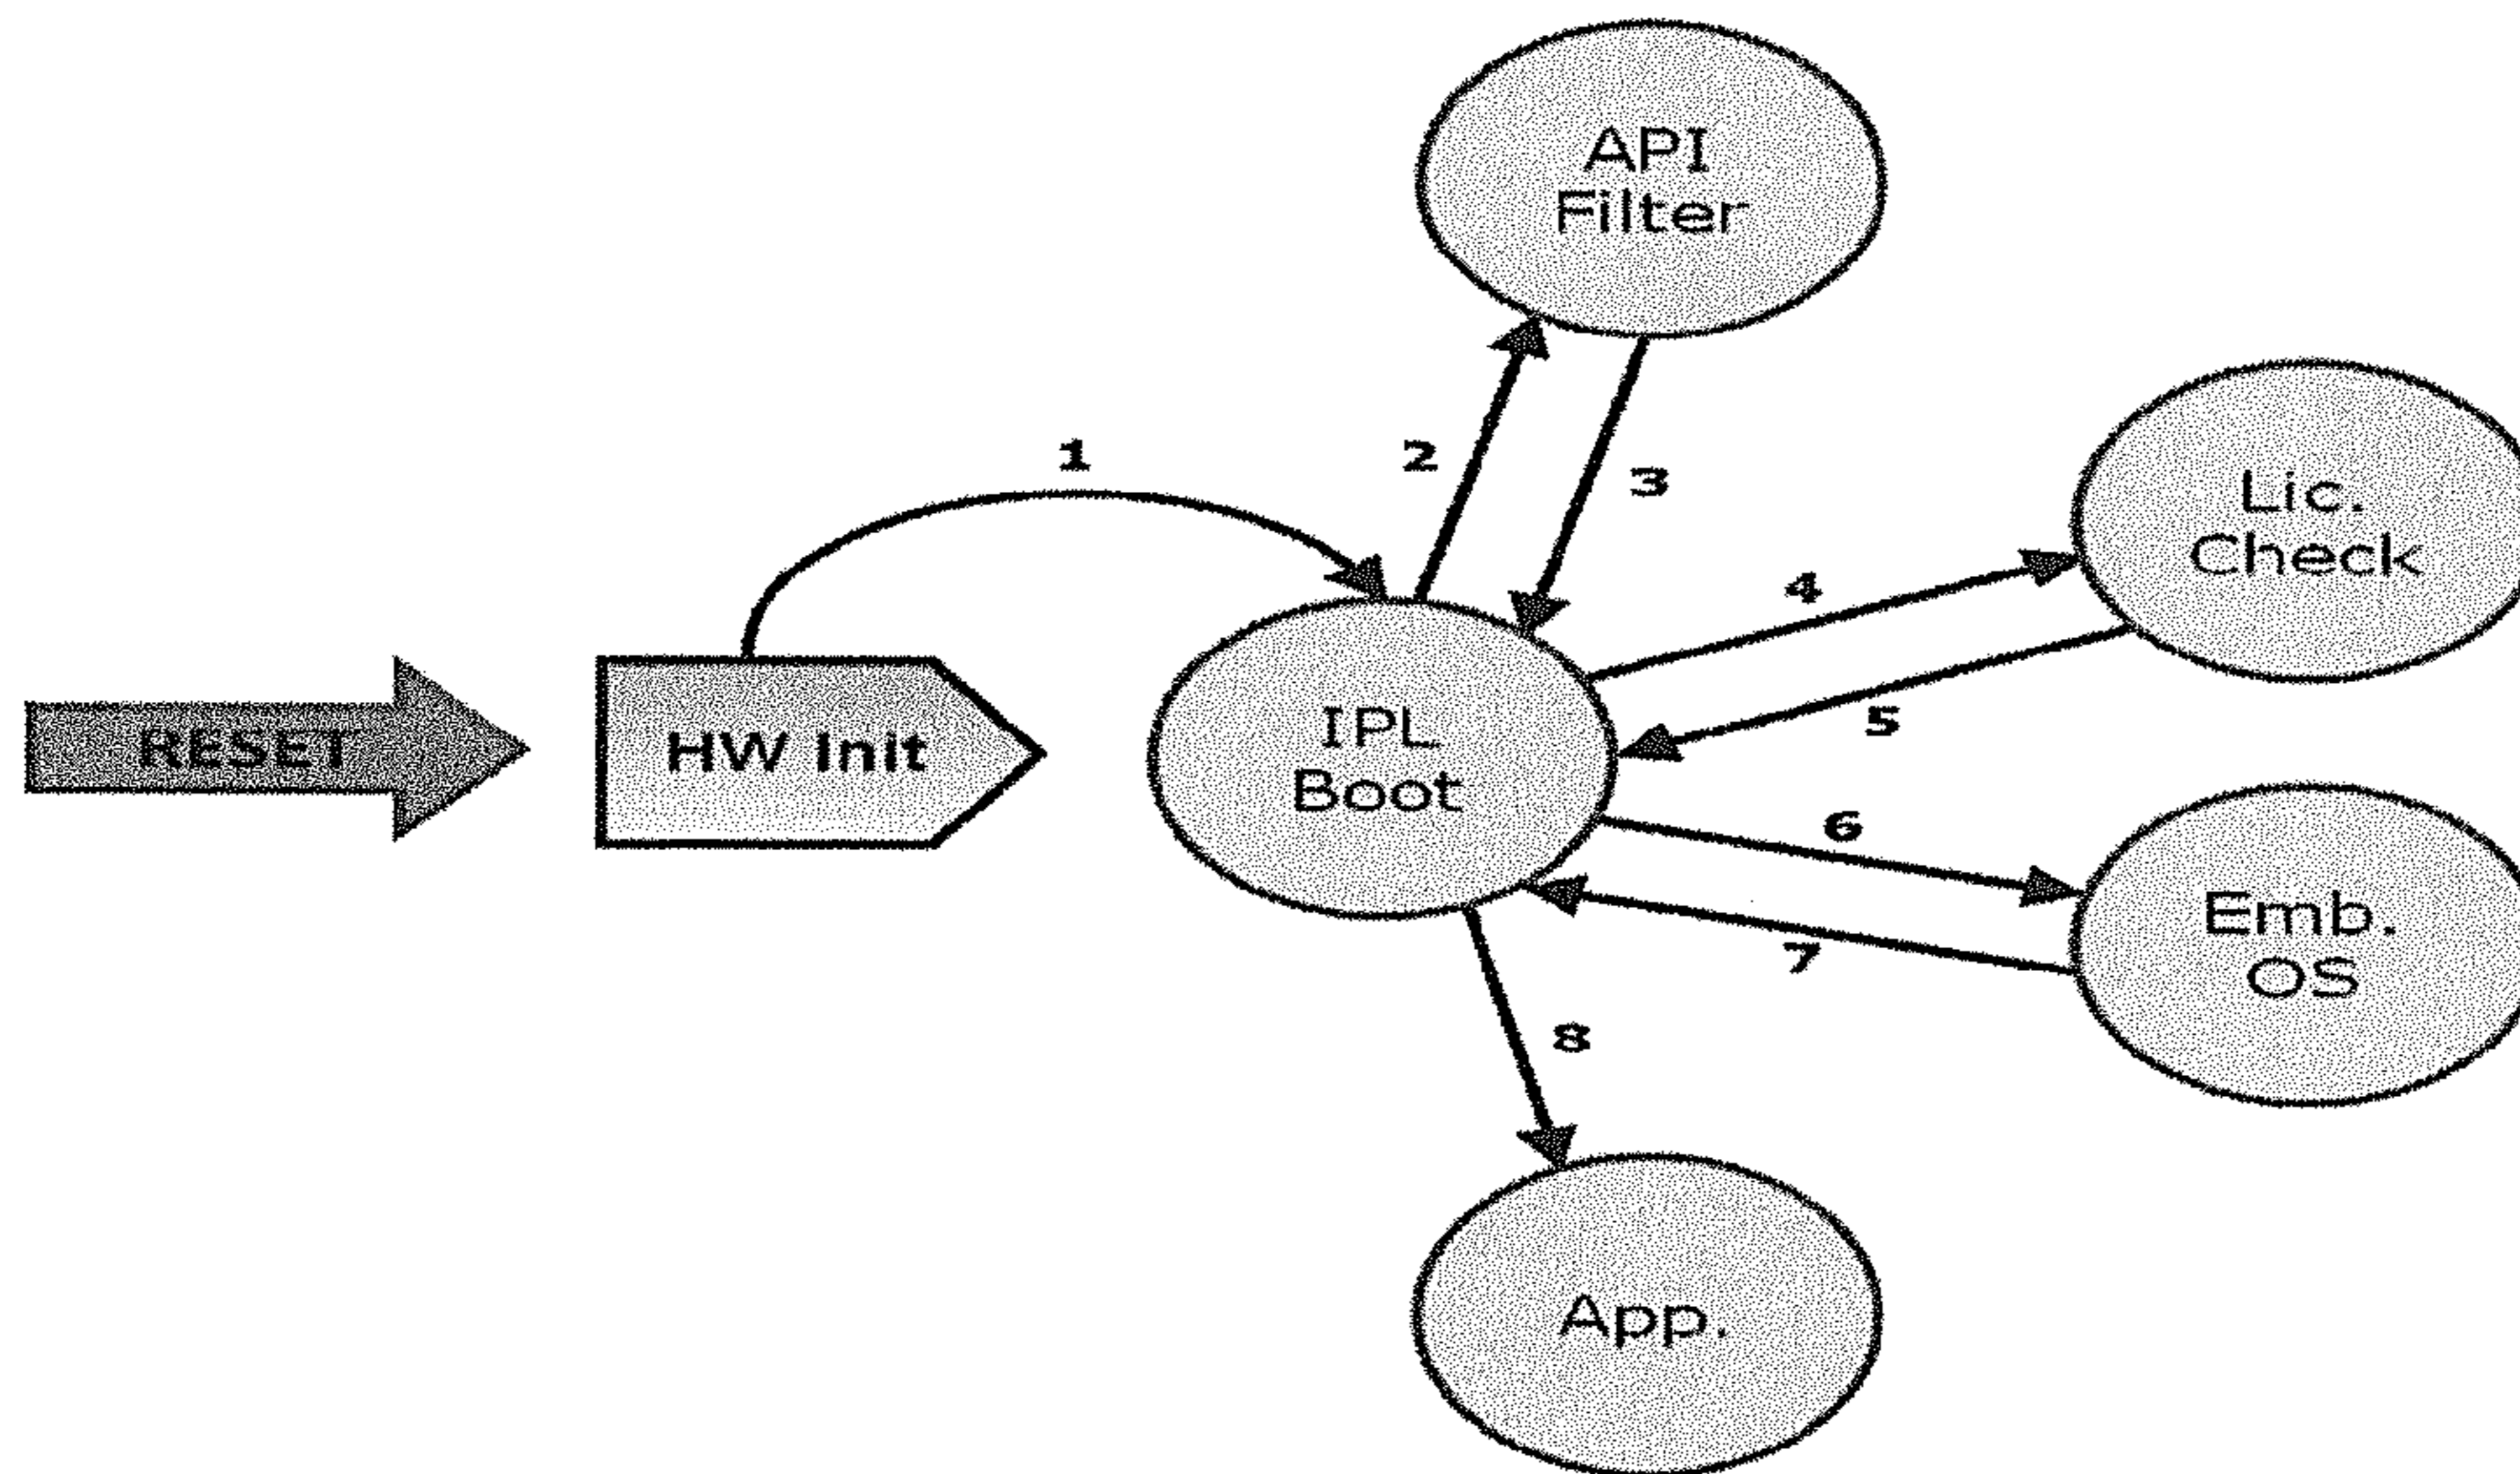 API
Filter
1
2
3
Lic.
Check
4
5
RESET
HW Init
IPL
Boot
6
7
Emb.
OS
8
App.